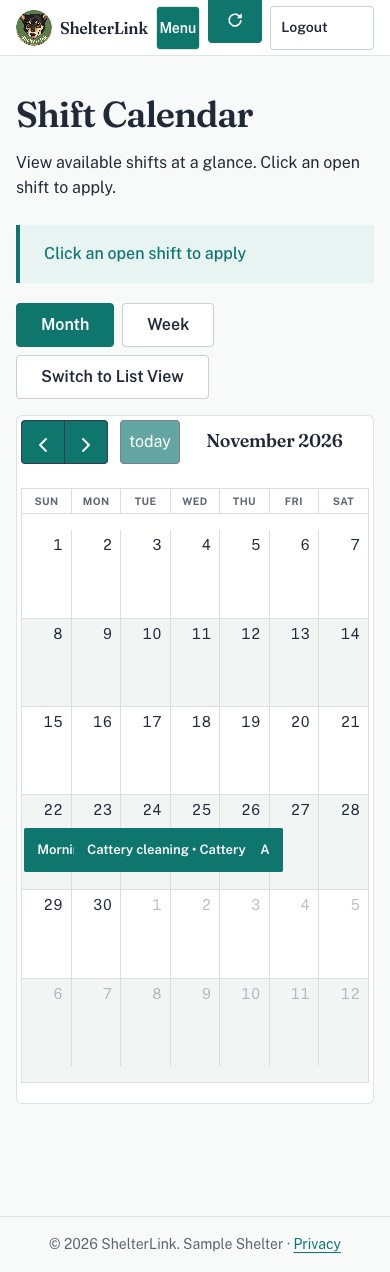 ShelterLink Menu Logout
Shift Calendar
View available shifts at a glance. Click an open
shift to apply.
Click an open shift to apply
Month Week
Switch to List View
today November 2026
SUN MON TUE WED THU FRI SAT
1 2 3 4 5 6 7
8 9 10 11 12 13 14
15 16 17 18 19 20 21
22 23 24 25 26 27 28
Cattery cleaning • Cattery A
29 30 1 2 3 4 5
6 7 8 9 10 11 12
© 2026 ShelterLink. Sample Shelter · Privacy